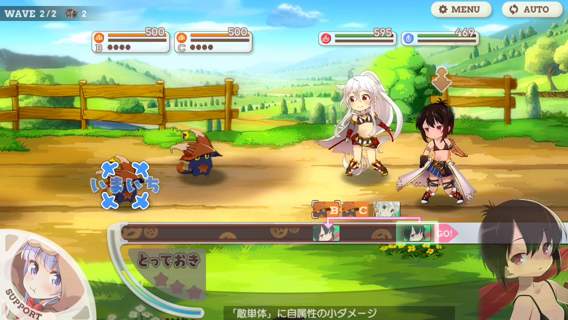 WAVE 2/2 2
MENU
AUTO
500
B
500
C
595
469
いまいち
B C
GO!
とっておき
SUPPORT
「敵単体」に自属性の小ダメージ